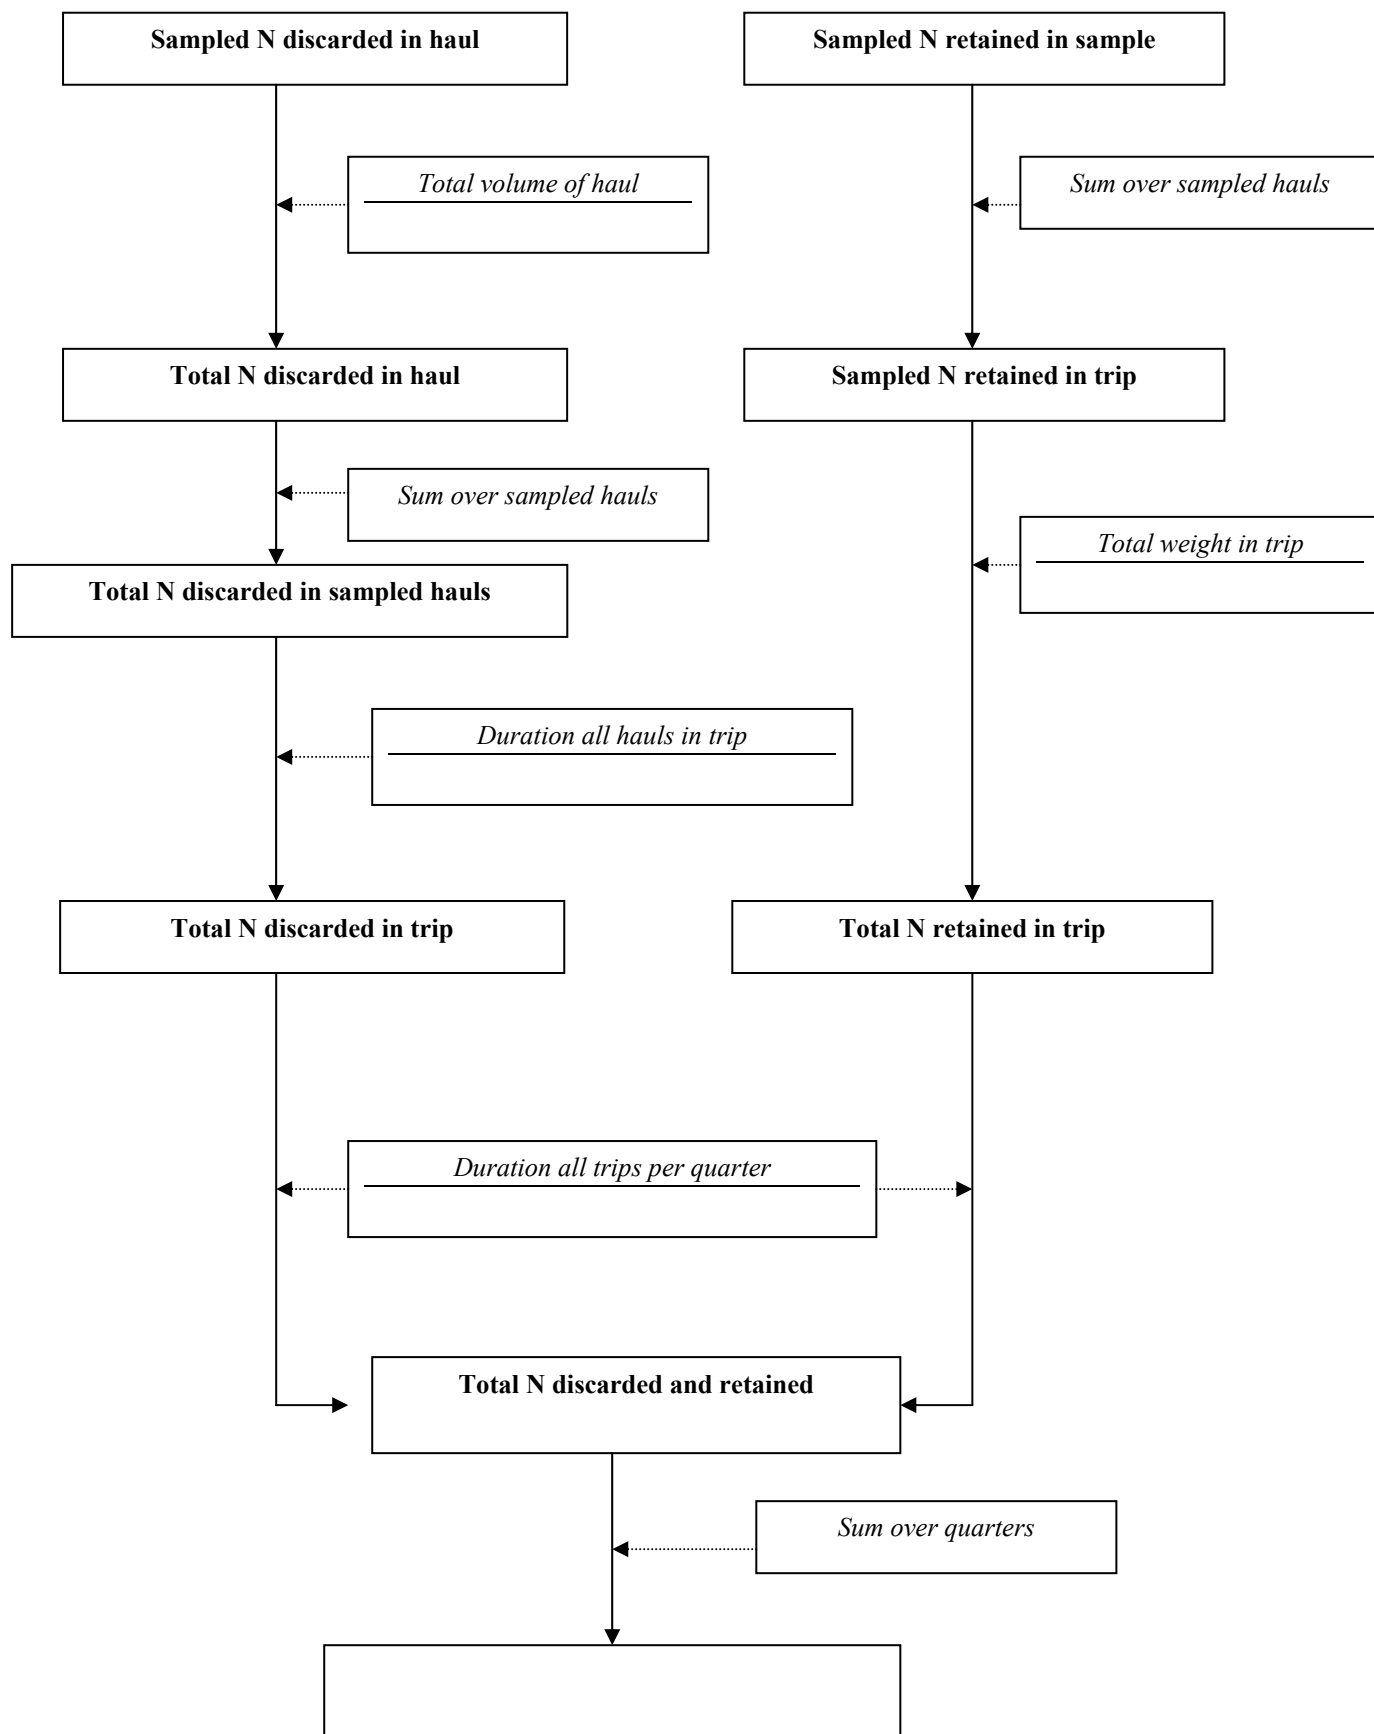 Sampled N discarded in haul
Sampled N retained in sample
Total volume of haul
Sum over sampled hauls
Total N discarded in haul
Sampled N retained in trip
Sum over sampled hauls
Total weight in trip
Total N discarded in sampled hauls
Duration all hauls in trip
Total N discarded in trip
Total N retained in trip
Duration all trips per quarter
Total N discarded and retained
Sum over quarters